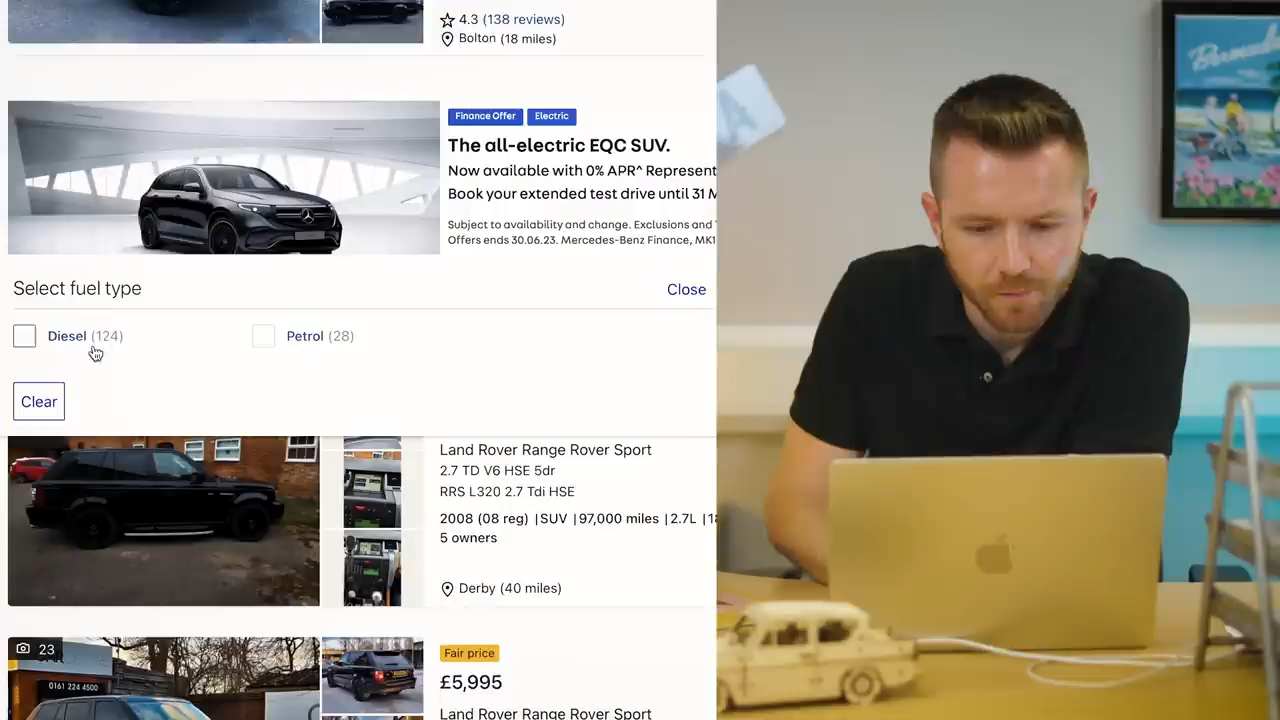 4.3 (138 reviews)
Bolton (18 miles)
Finance Offer
Electric
The all-electric EQC SUV.
Now available with 0% APR^ Represent
Book your extended test drive until 31 M
Subject to availability and change. Exclusions and
Offers ends 30.06.23. Mercedes-Benz Finance, MK1
Select fuel type
Close
Diesel (124)
Petrol (28)
Clear
Land Rover Range Rover Sport
2.7 TD V6 HSE 5dr
RRS L320 2.7 Tdi HSE
2008 (08 reg) |SUV |97,000 miles |2.7L |18
5 owners
Derby (40 miles)
23
0161 224 4500
Fair price
£5,995
Land Rover Range Rover Sport